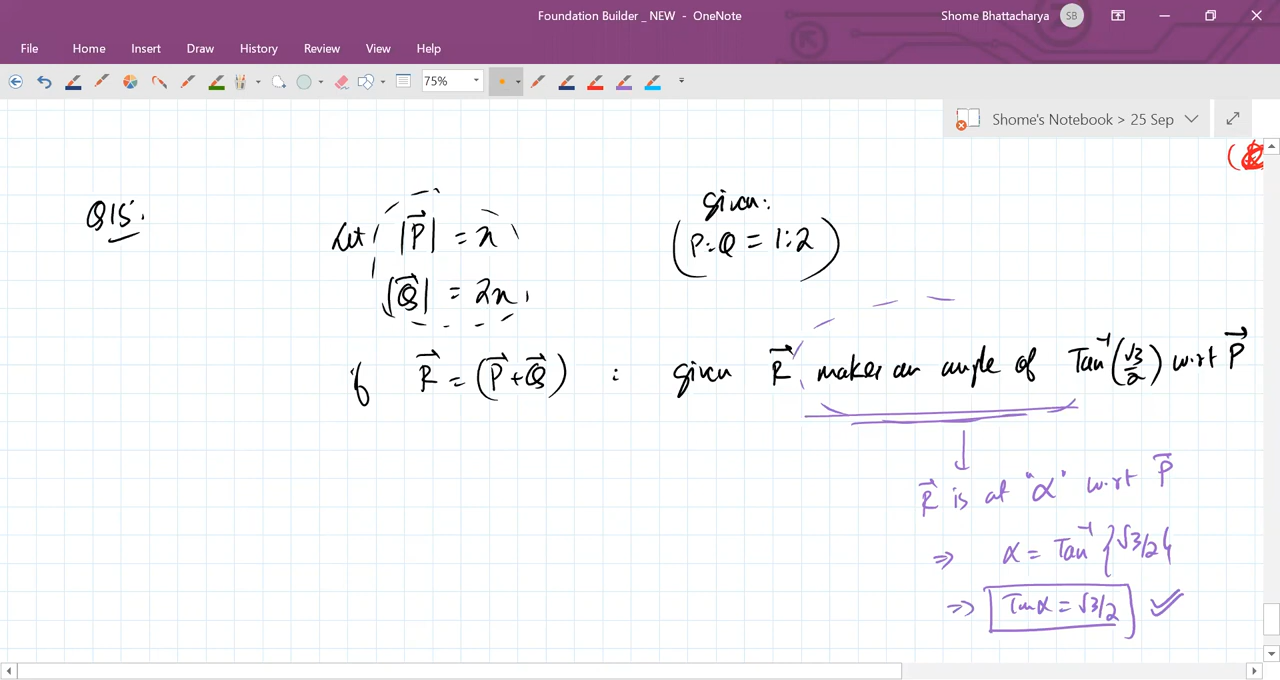 Foundation Builder _ NEW - OneNote
Shome Bhattacharya SB
File Home Insert Draw History Review View Help
75%
Shome's Notebook > 25 Sep
Q15.
Let |P⃗| = x
|Q⃗| = 2x
given:
(P:Q = 1:2)
if R⃗ = (P⃗+Q⃗) : given R⃗ makes an angle of Tan⁻¹(√3/2) w.r.t P⃗
R⃗ is at "α" w.r.t P⃗
⇒ α = Tan⁻¹{√3/2}
⇒ Tanα = √3/2